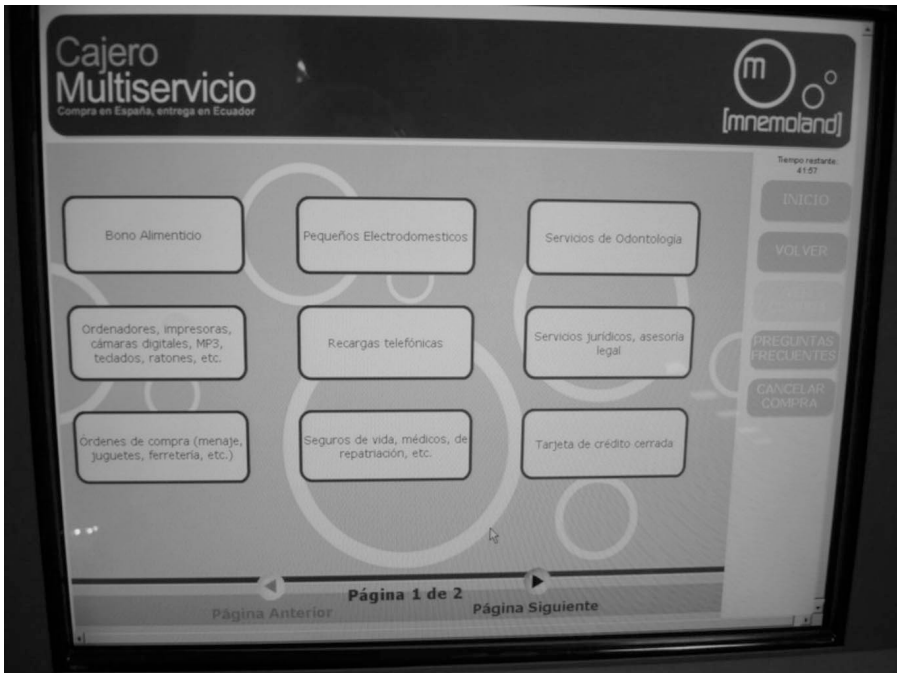 Cajero
Multiservicio
Compra en España, entrega en Ecuador
m
[mnemoland]
Tiempo restante:
41:57
INICIO
VOLVER
PREGUNTAS
FRECUENTES
CANCELAR
COMPRA
Bono Alimenticio
Pequeños Electrodomesticos
Servicios de Odontología
Ordenadores, impresoras,
cámaras digitales, MP3,
teclados, ratones, etc.
Recargas telefónicas
Servicios jurídicos, asesoría
legal
Órdenes de compra (menaje,
juguetes, ferretería, etc.)
Seguros de vida, médicos, de
repatriación, etc.
Tarjeta de crédito cerrada
Página Anterior
Página 1 de 2
Página Siguiente